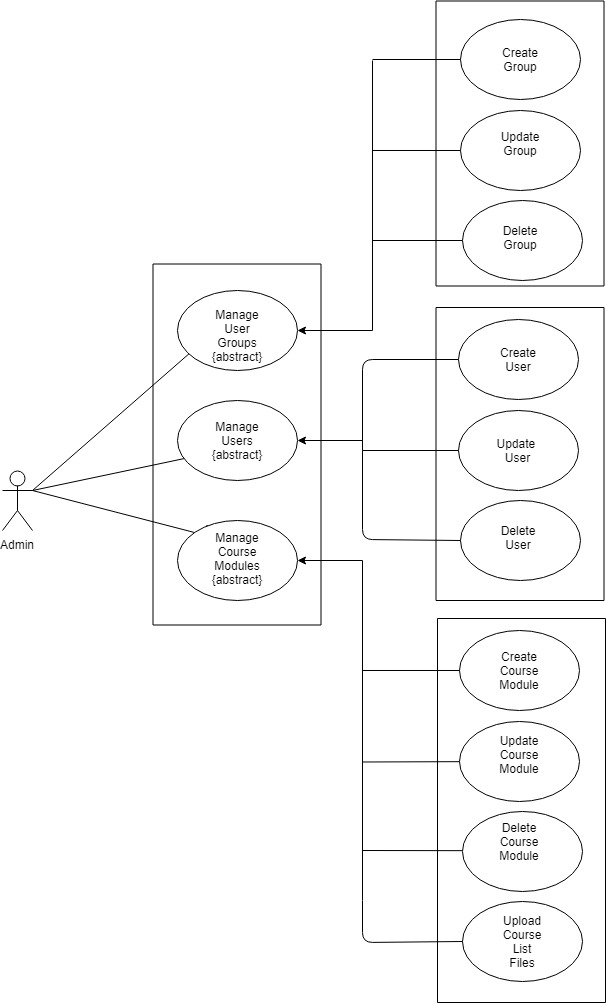 Create
Group
Update
Group
Delete
Group
Manage
User
Groups
{abstract}
Create
User
Manage
Users
{abstract}
Update
User
Delete
User
Admin
Manage
Course
Modules
{abstract}
Create
Course
Module
Update
Course
Module
Delete
Course
Module
Upload
Course
List
Files